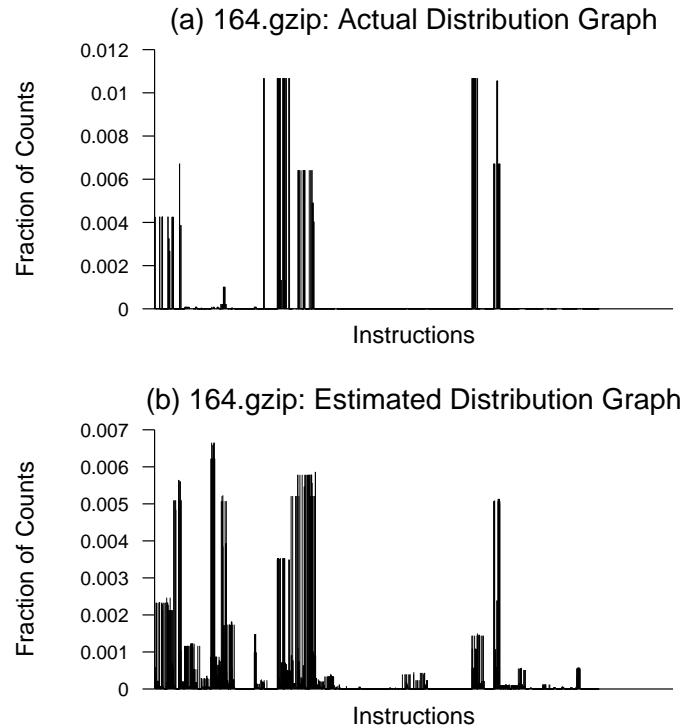 (a) 164.gzip: Actual Distribution Graph
0.012
0.01
0.008
0.006
0.004
0.002
0
Fraction of Counts
Instructions
(b) 164.gzip: Estimated Distribution Graph
0.007
0.006
0.005
0.004
0.003
0.002
0.001
0
Fraction of Counts
Instructions